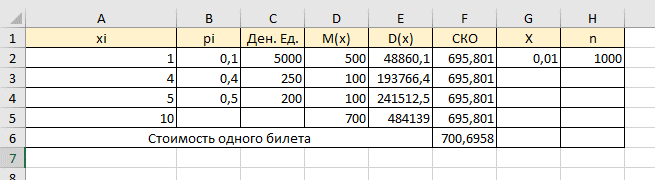 A B C D E F G H
1 xi pi Ден. Ед. M(x) D(x) СКО X n
2 1 0,1 5000 500 48860,1 695,801 0,01 1000
3 4 0,4 250 100 193766,4 695,801
4 5 0,5 200 100 241512,5 695,801
5 10 700 484139 695,801
6 Стоимость одного билета 700,6958
7
8